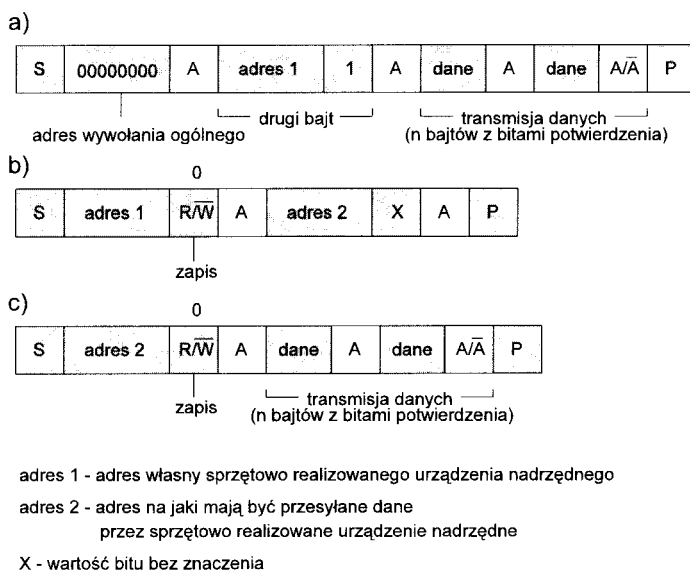 a)
S 00000000 A adres 1 1 A dane A dane A/A̅ P
drugi bajt
transmisja danych
adres wywołania ogólnego
(n bajtów z bitami potwierdzenia)
b)
0
S adres 1 R/W̅ A adres 2 X A P
zapis
c)
0
S adres 2 R/W̅ A dane A dane A/A̅ P
zapis
transmisja danych
(n bajtów z bitami potwierdzenia)
adres 1 - adres własny sprzętowo realizowanego urządzenia nadrzędnego
adres 2 - adres na jaki mają być przesyłane dane
przez sprzętowo realizowane urządzenie nadrzędne
X - wartość bitu bez znaczenia